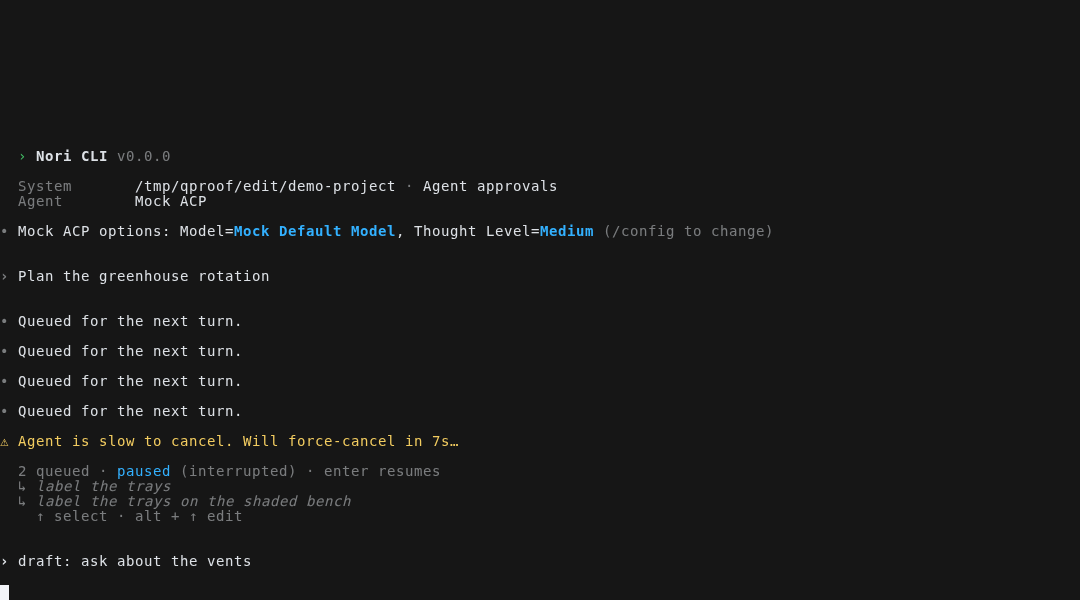 › Nori CLI v0.0.0
System /tmp/qproof/edit/demo-project · Agent approvals
Agent Mock ACP
• Mock ACP options: Model=Mock Default Model, Thought Level=Medium (/config to change)
› Plan the greenhouse rotation
• Queued for the next turn.
• Queued for the next turn.
• Queued for the next turn.
• Queued for the next turn.
⚠ Agent is slow to cancel. Will force-cancel in 7s…
2 queued · paused (interrupted) · enter resumes
↳ label the trays
↳ label the trays on the shaded bench
↑ select · alt + ↑ edit
› draft: ask about the vents